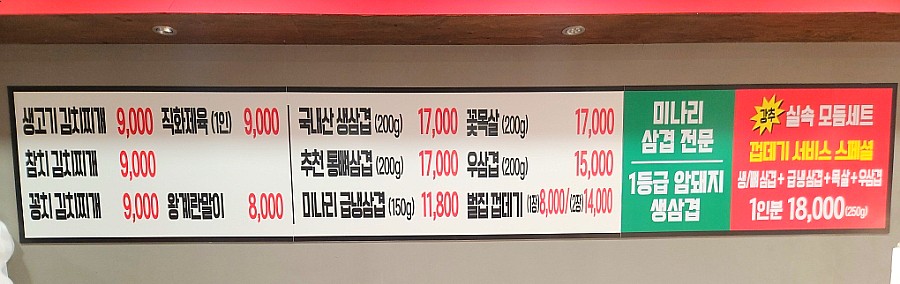 생고기 김치찌개 9,000 직화제육 (1인) 9,000
참치 김치찌개 9,000
꽁치 김치찌개 9,000 왕계란말이 8,000
국내산 생삼겹 (200g) 17,000 꽃목살 (200g) 17,000
추천 통뼈삼겹 (200g) 17,000 우삼겹 (200g) 15,000
미나리 급냉삼겹 (150g) 11,800 벌집 껍데기 (1장)8,000/(2장)14,000
미나리
삼겹 전문
1등급 암돼지
생삼겹
강추 실속 모듬세트
껍데기 서비스 스페셜
생/뼈삼겹+급냉삼겹+목살+우삼겹
1인분 18,000(250g)